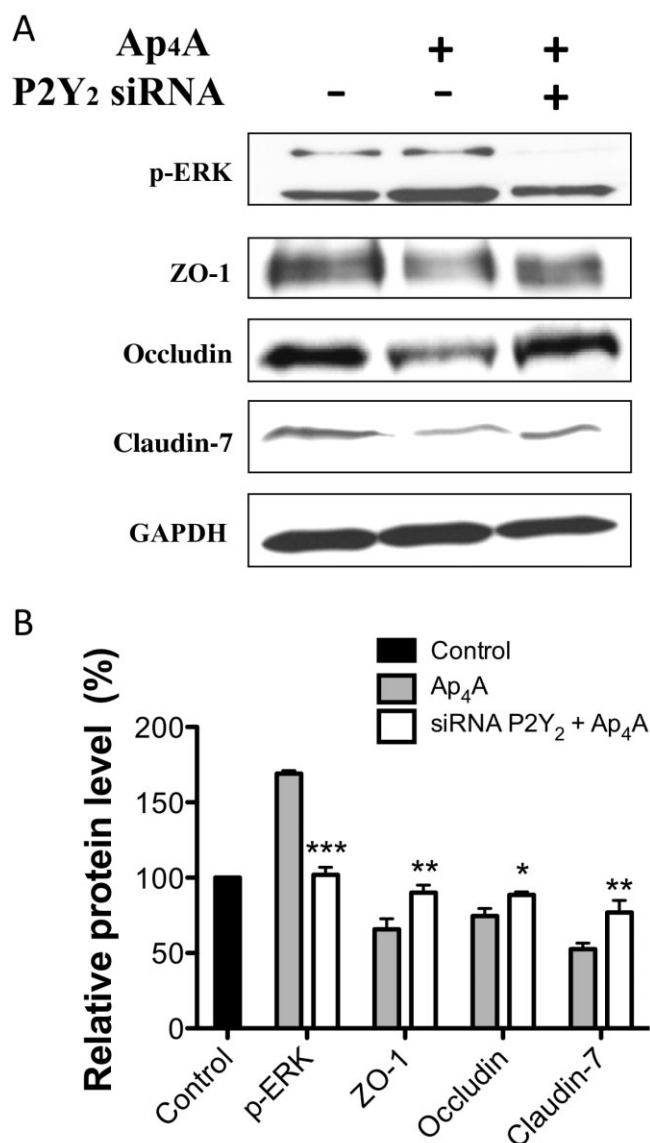 A
Ap₄A + +
P2Y₂ siRNA - - +
p-ERK
ZO-1
Occludin
Claudin-7
GAPDH
B
Control
Ap₄A
siRNA P2Y₂ + Ap₄A
Relative protein level (%)
200
150
100
50
0
***
**
*
**
Control
p-ERK
ZO-1
Occludin
Claudin-7